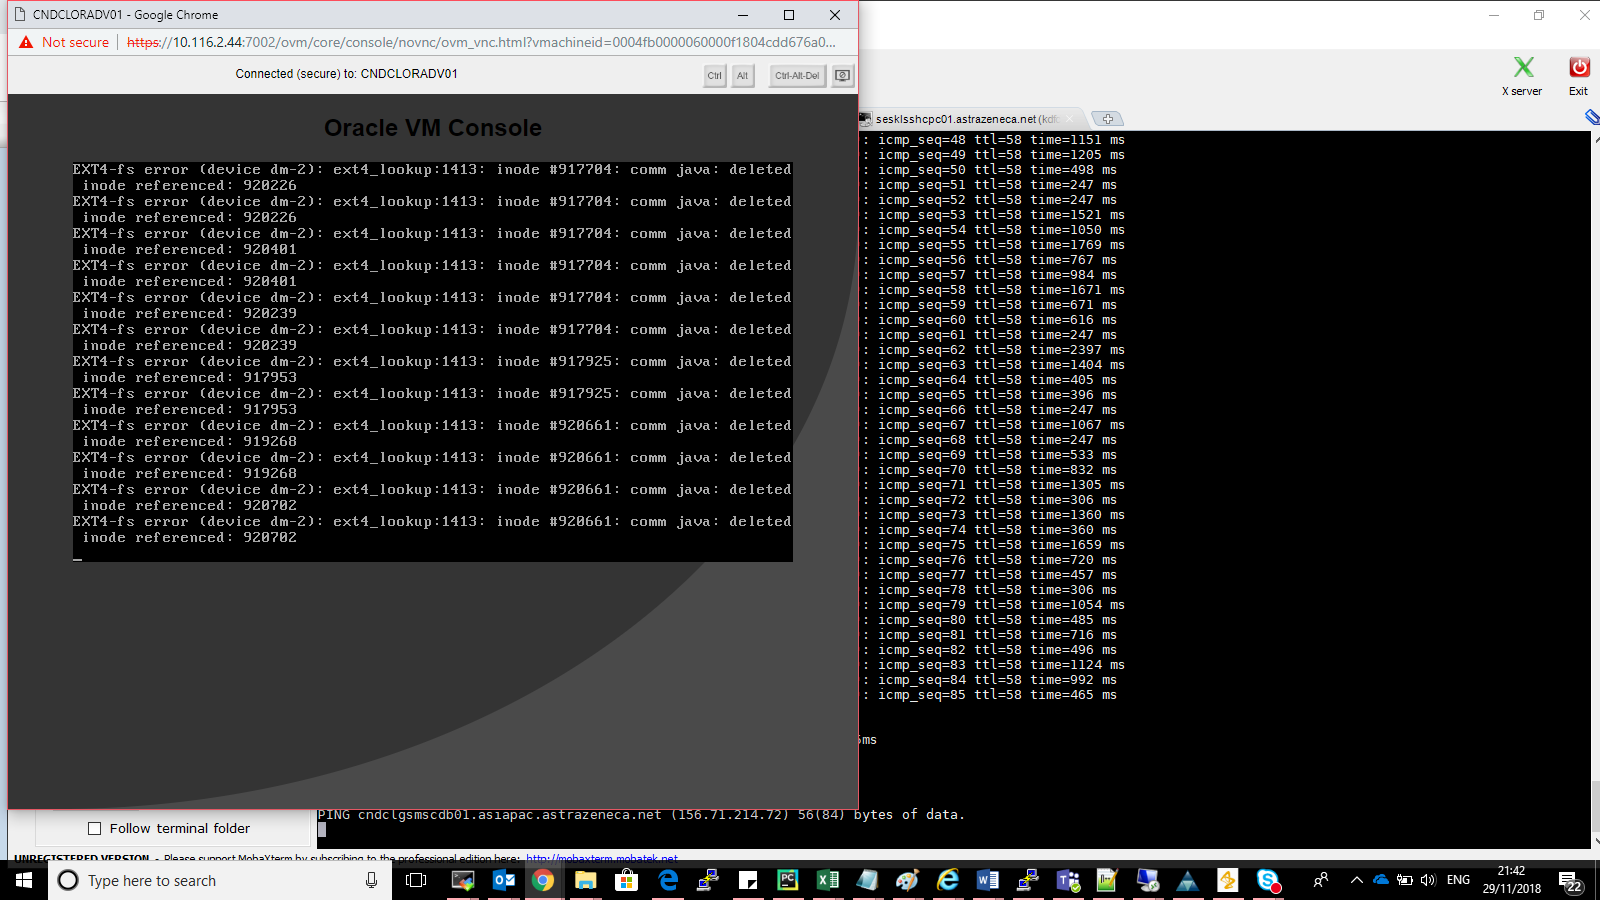 CNDCLORADV01 - Google Chrome
Not secure | https://10.116.2.44:7002/ovm/core/console/novnc/ovm_vnc.html?vmachineid=0004fb0000060000f1804cdd676a0...
Connected (secure) to: CNDCLORADV01
Ctrl
Alt
Ctrl-Alt-Del
Oracle VM Console
EXT4-fs error (device dm-2): ext4_lookup:1413: inode #917704: comm java: deleted
inode referenced: 920226
EXT4-fs error (device dm-2): ext4_lookup:1413: inode #917704: comm java: deleted
inode referenced: 920226
EXT4-fs error (device dm-2): ext4_lookup:1413: inode #917704: comm java: deleted
inode referenced: 920401
EXT4-fs error (device dm-2): ext4_lookup:1413: inode #917704: comm java: deleted
inode referenced: 920401
EXT4-fs error (device dm-2): ext4_lookup:1413: inode #917704: comm java: deleted
inode referenced: 920239
EXT4-fs error (device dm-2): ext4_lookup:1413: inode #917704: comm java: deleted
inode referenced: 920239
EXT4-fs error (device dm-2): ext4_lookup:1413: inode #917925: comm java: deleted
inode referenced: 917953
EXT4-fs error (device dm-2): ext4_lookup:1413: inode #917925: comm java: deleted
inode referenced: 917953
EXT4-fs error (device dm-2): ext4_lookup:1413: inode #920661: comm java: deleted
inode referenced: 919268
EXT4-fs error (device dm-2): ext4_lookup:1413: inode #920661: comm java: deleted
inode referenced: 919268
EXT4-fs error (device dm-2): ext4_lookup:1413: inode #920661: comm java: deleted
inode referenced: 920702
EXT4-fs error (device dm-2): ext4_lookup:1413: inode #920661: comm java: deleted
inode referenced: 920702
_
X server
Exit
sesklsshcpc01.astrazeneca.net (kdf
: icmp_seq=48 ttl=58 time=1151 ms
: icmp_seq=49 ttl=58 time=1205 ms
: icmp_seq=50 ttl=58 time=498 ms
: icmp_seq=51 ttl=58 time=247 ms
: icmp_seq=52 ttl=58 time=247 ms
: icmp_seq=53 ttl=58 time=1521 ms
: icmp_seq=54 ttl=58 time=1050 ms
: icmp_seq=55 ttl=58 time=1769 ms
: icmp_seq=56 ttl=58 time=767 ms
: icmp_seq=57 ttl=58 time=984 ms
: icmp_seq=58 ttl=58 time=1671 ms
: icmp_seq=59 ttl=58 time=671 ms
: icmp_seq=60 ttl=58 time=616 ms
: icmp_seq=61 ttl=58 time=247 ms
: icmp_seq=62 ttl=58 time=2397 ms
: icmp_seq=63 ttl=58 time=1404 ms
: icmp_seq=64 ttl=58 time=405 ms
: icmp_seq=65 ttl=58 time=396 ms
: icmp_seq=66 ttl=58 time=247 ms
: icmp_seq=67 ttl=58 time=1067 ms
: icmp_seq=68 ttl=58 time=247 ms
: icmp_seq=69 ttl=58 time=533 ms
: icmp_seq=70 ttl=58 time=832 ms
: icmp_seq=71 ttl=58 time=1305 ms
: icmp_seq=72 ttl=58 time=306 ms
: icmp_seq=73 ttl=58 time=1360 ms
: icmp_seq=74 ttl=58 time=360 ms
: icmp_seq=75 ttl=58 time=1659 ms
: icmp_seq=76 ttl=58 time=720 ms
: icmp_seq=77 ttl=58 time=457 ms
: icmp_seq=78 ttl=58 time=306 ms
: icmp_seq=79 ttl=58 time=1054 ms
: icmp_seq=80 ttl=58 time=485 ms
: icmp_seq=81 ttl=58 time=716 ms
: icmp_seq=82 ttl=58 time=496 ms
: icmp_seq=83 ttl=58 time=1124 ms
: icmp_seq=84 ttl=58 time=992 ms
: icmp_seq=85 ttl=58 time=465 ms
ms
PING cndclgsmscdb01.asiapac.astrazeneca.net (156.71.214.72) 56(84) bytes of data.
Follow terminal folder
UNREGISTERED VERSION - Please support MobaXterm by subscribing to the professional edition here: http://mobaxterm.mobatek.net
Type here to search
ENG
21:42
29/11/2018
22